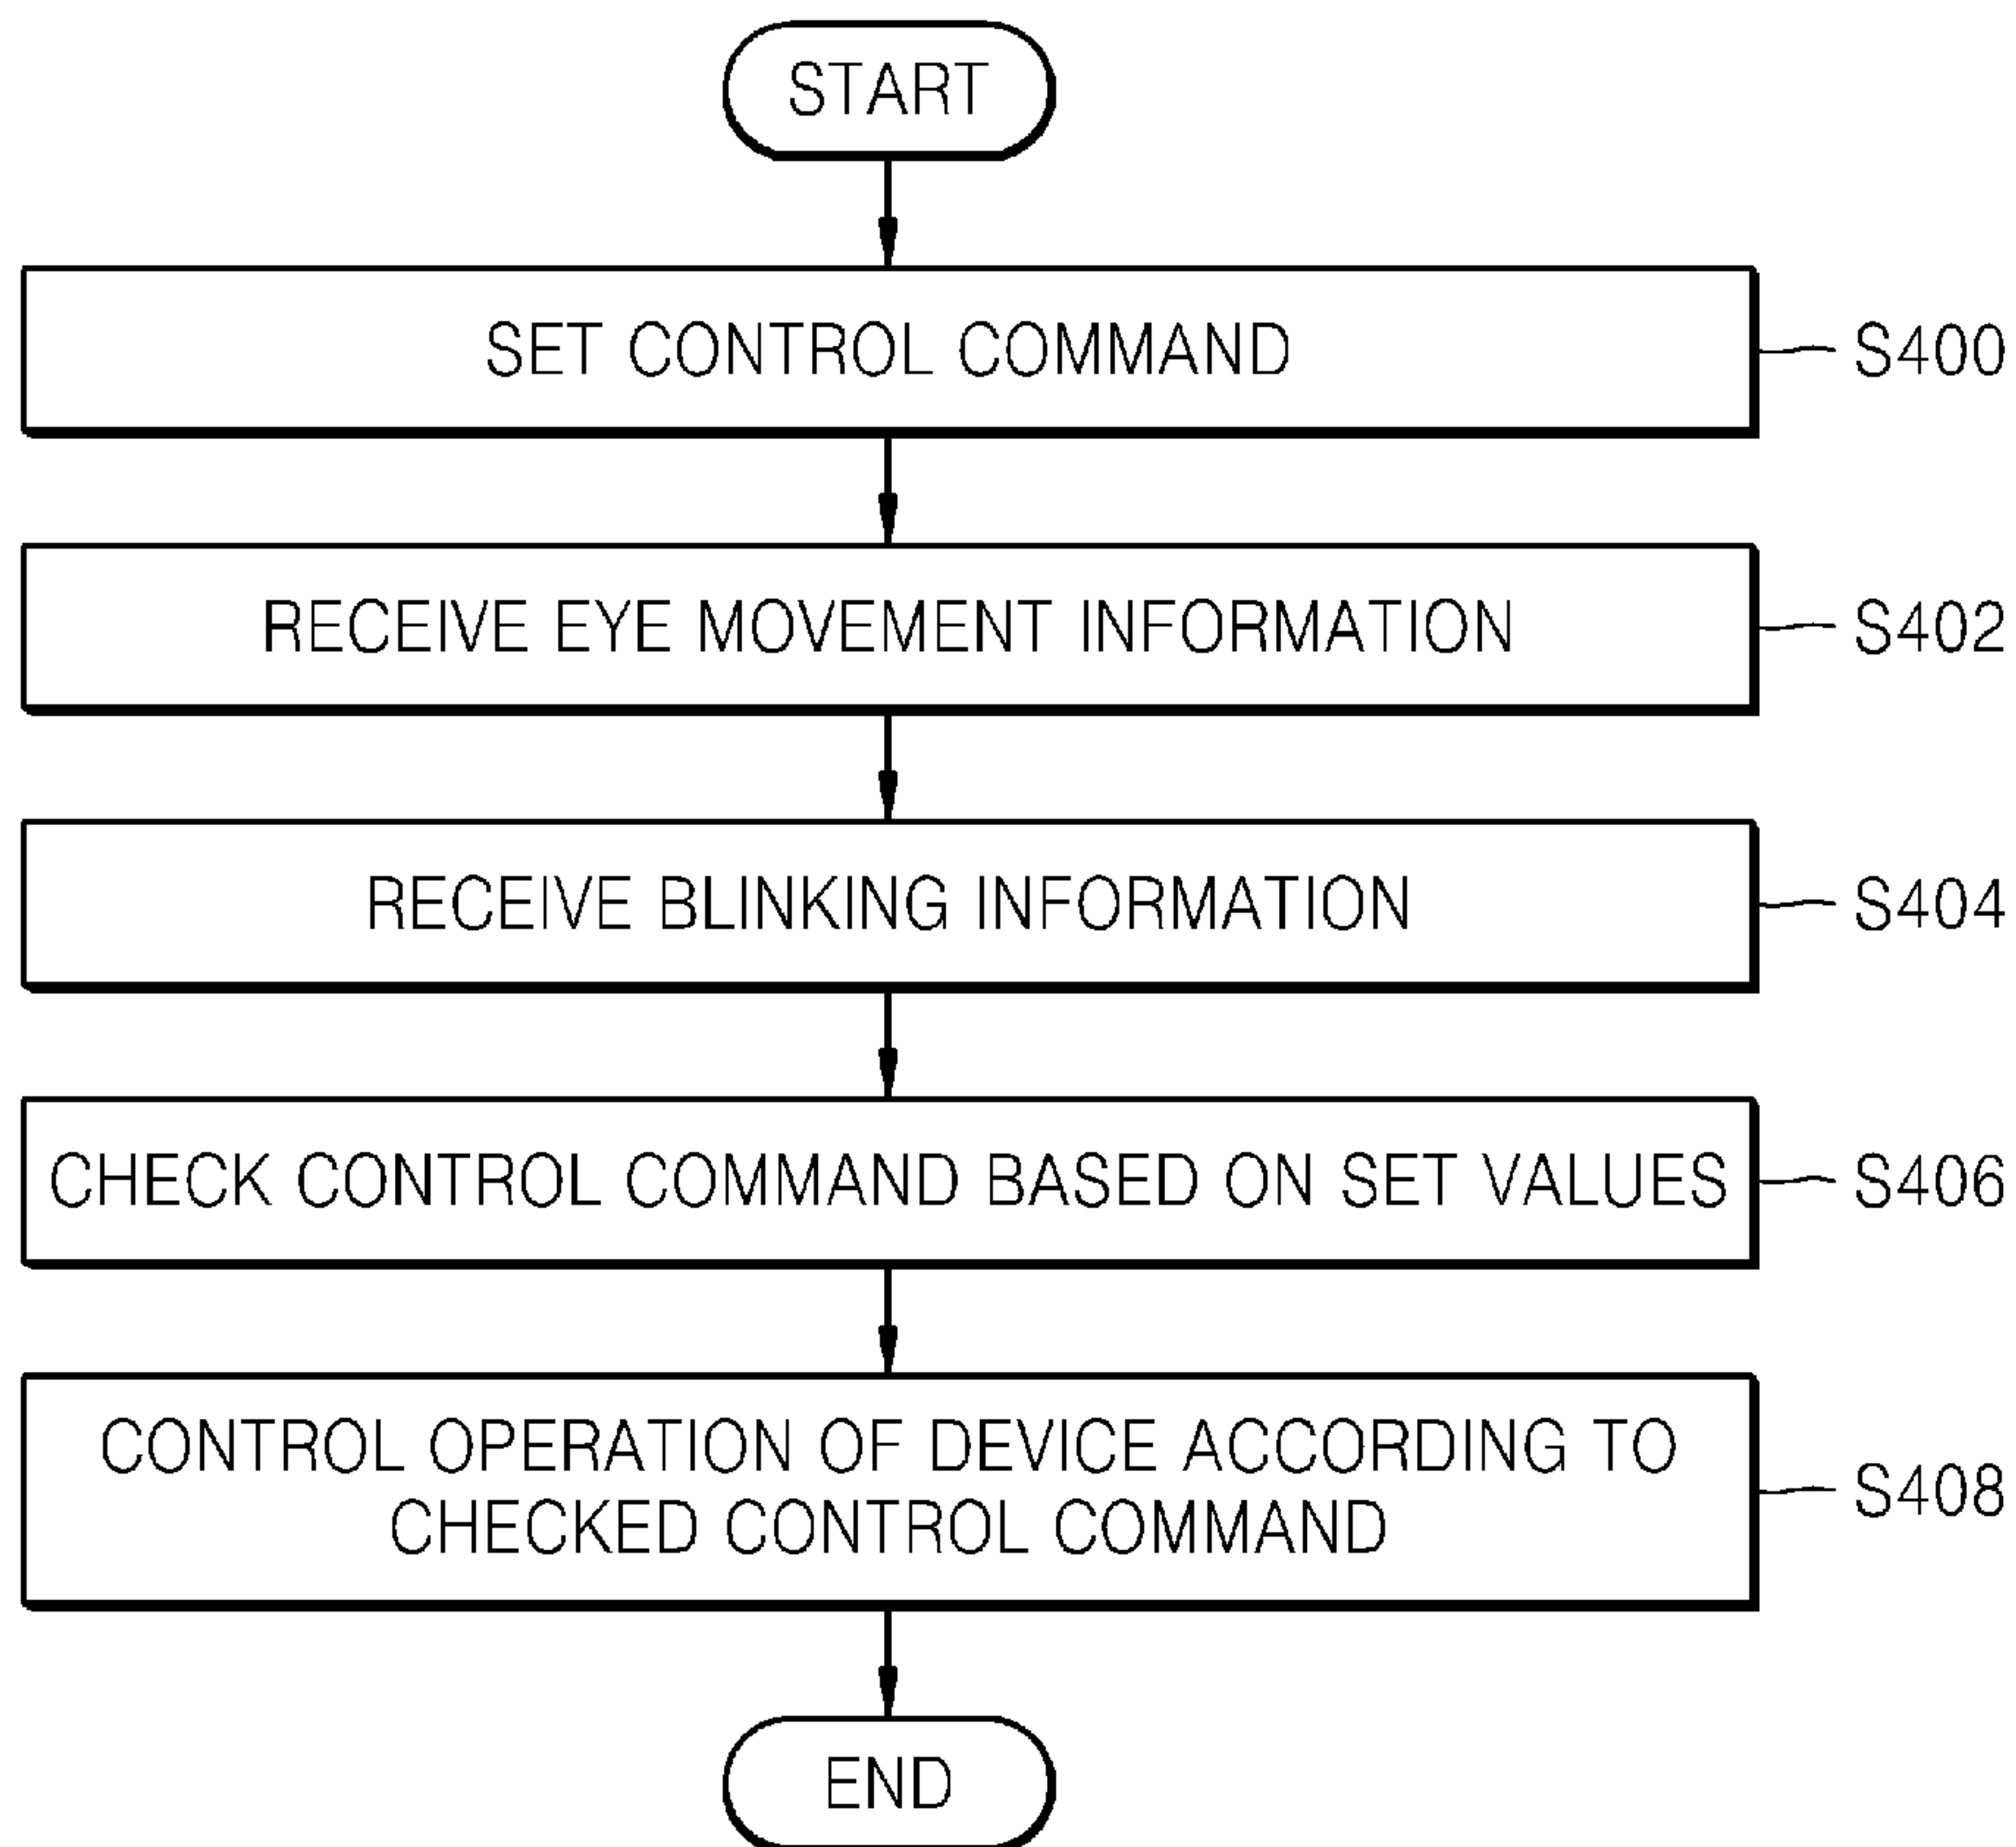 START
SET CONTROL COMMAND
S400
RECEIVE EYE MOVEMENT INFORMATION
S402
RECEIVE BLINKING INFORMATION
S404
CHECK CONTROL COMMAND BASED ON SET VALUES
S406
CONTROL OPERATION OF DEVICE ACCORDING TO
CHECKED CONTROL COMMAND
S408
END